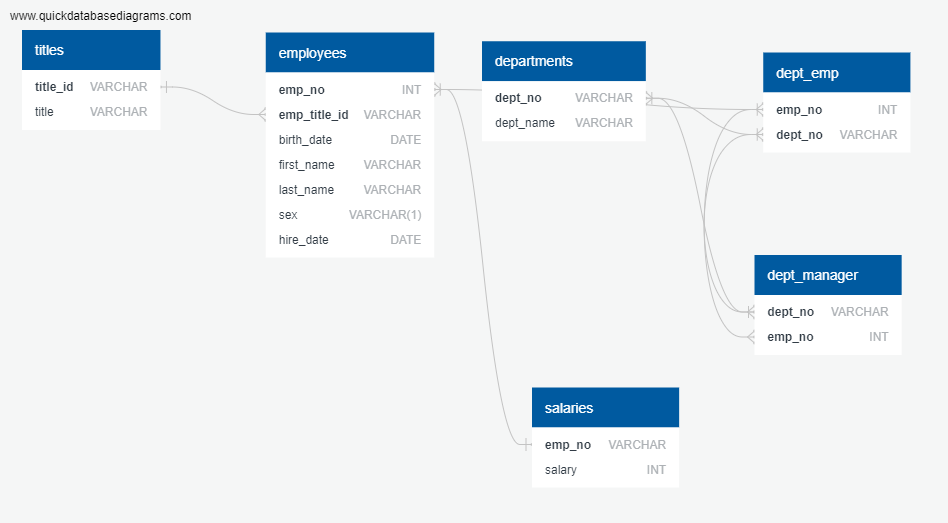 www.quickdatabasediagrams.com
titles
title_id VARCHAR
title VARCHAR
employees
emp_no INT
emp_title_id VARCHAR
birth_date DATE
first_name VARCHAR
last_name VARCHAR
sex VARCHAR(1)
hire_date DATE
departments
dept_no VARCHAR
dept_name VARCHAR
dept_emp
emp_no INT
dept_no VARCHAR
dept_manager
dept_no VARCHAR
emp_no INT
salaries
emp_no VARCHAR
salary INT